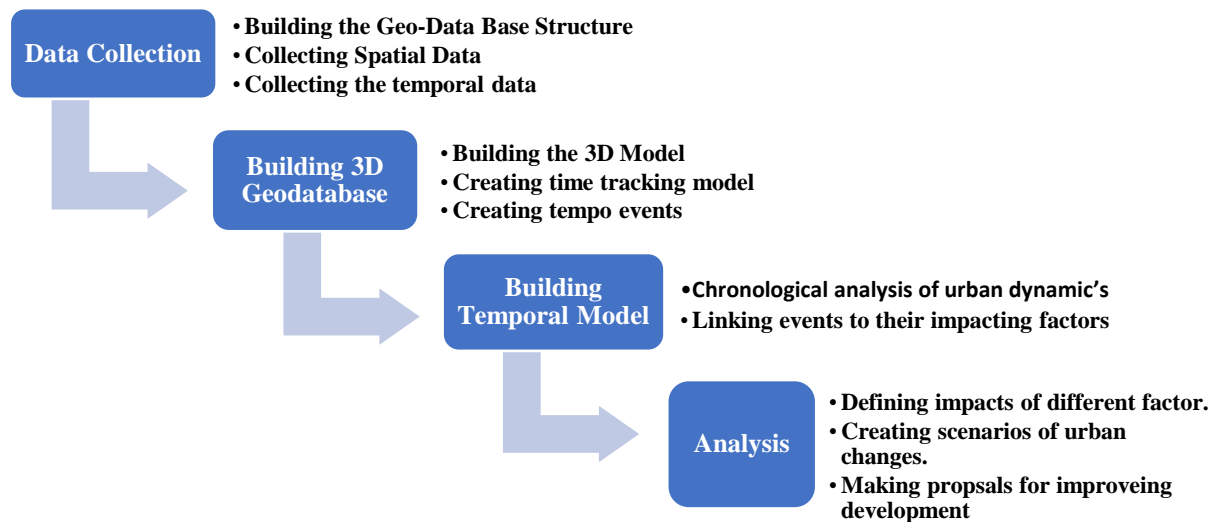 Data Collection
• Building the Geo-Data Base Structure
• Collecting Spatial Data
• Collecting the temporal data
Building 3D
Geodatabase
• Building the 3D Model
• Creating time tracking model
• Creating tempo events
Building
Temporal Model
•Chronological analysis of urban dynamic's
• Linking events to their impacting factors
Analysis
• Defining impacts of different factor.
• Creating scenarios of urban
changes.
• Making propsals for improveing
development